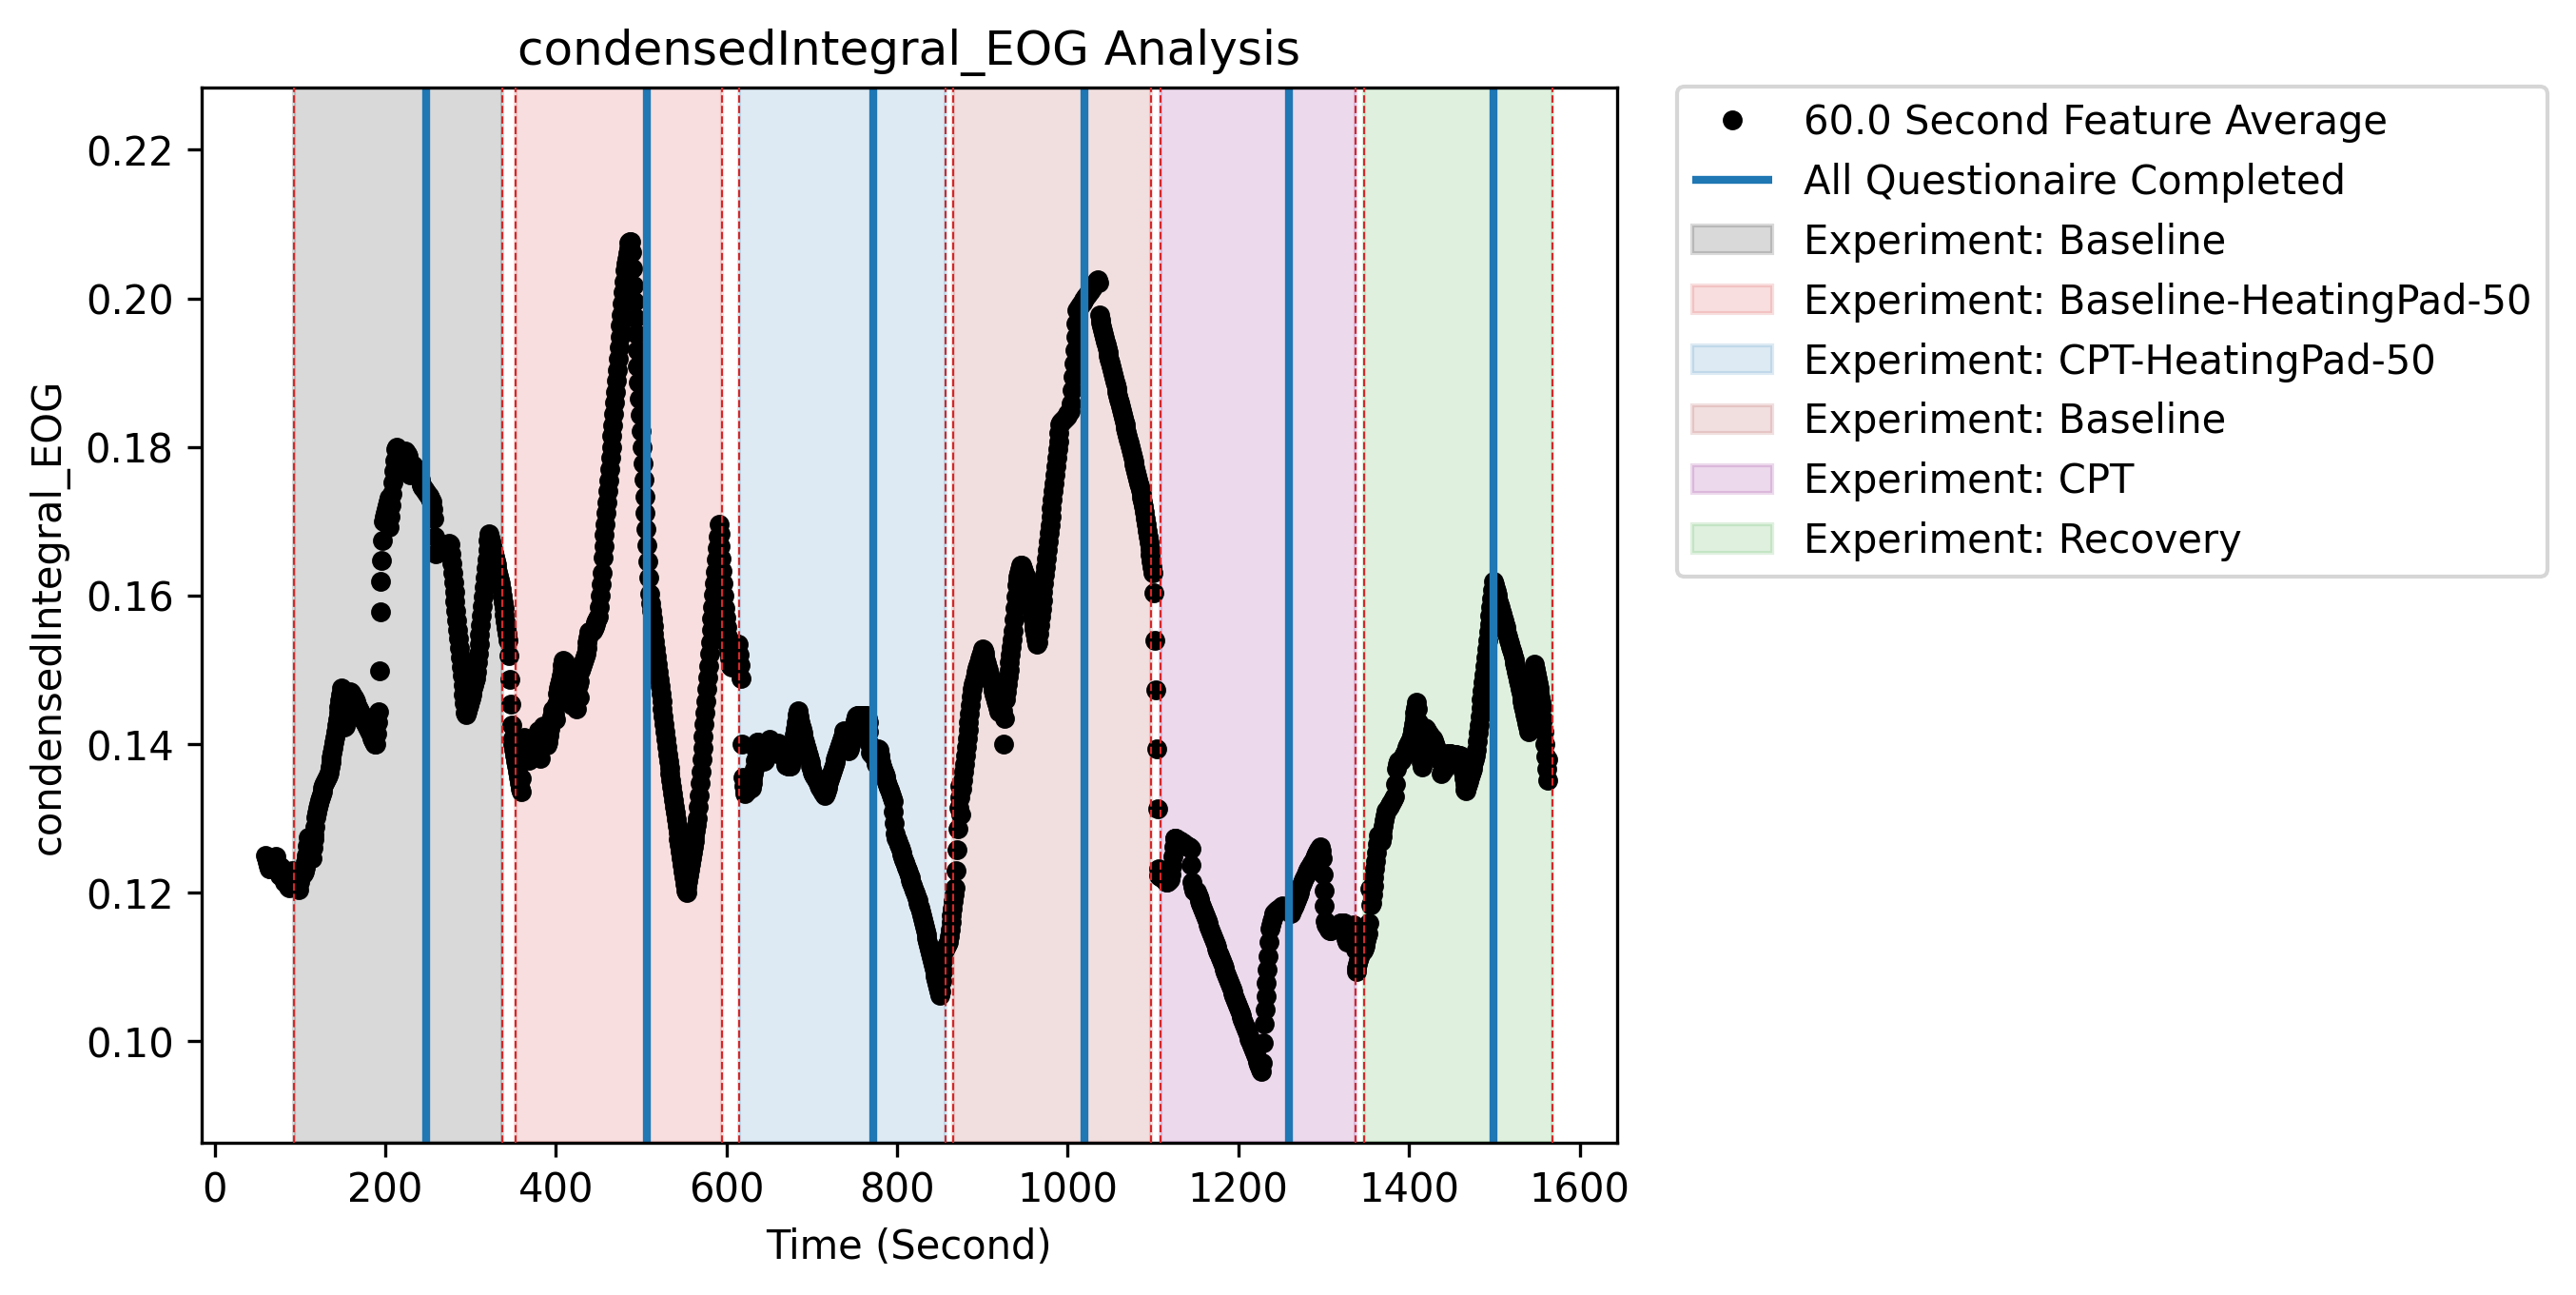 condensedIntegral_EOG Analysis
condensedIntegral_EOG
0.22
0.20
0.18
0.16
0.14
0.12
0.10
0 200 400 600 800 1000 1200 1400 1600
Time (Second)
60.0 Second Feature Average
All Questionaire Completed
Experiment: Baseline
Experiment: Baseline-HeatingPad-50
Experiment: CPT-HeatingPad-50
Experiment: Baseline
Experiment: CPT
Experiment: Recovery